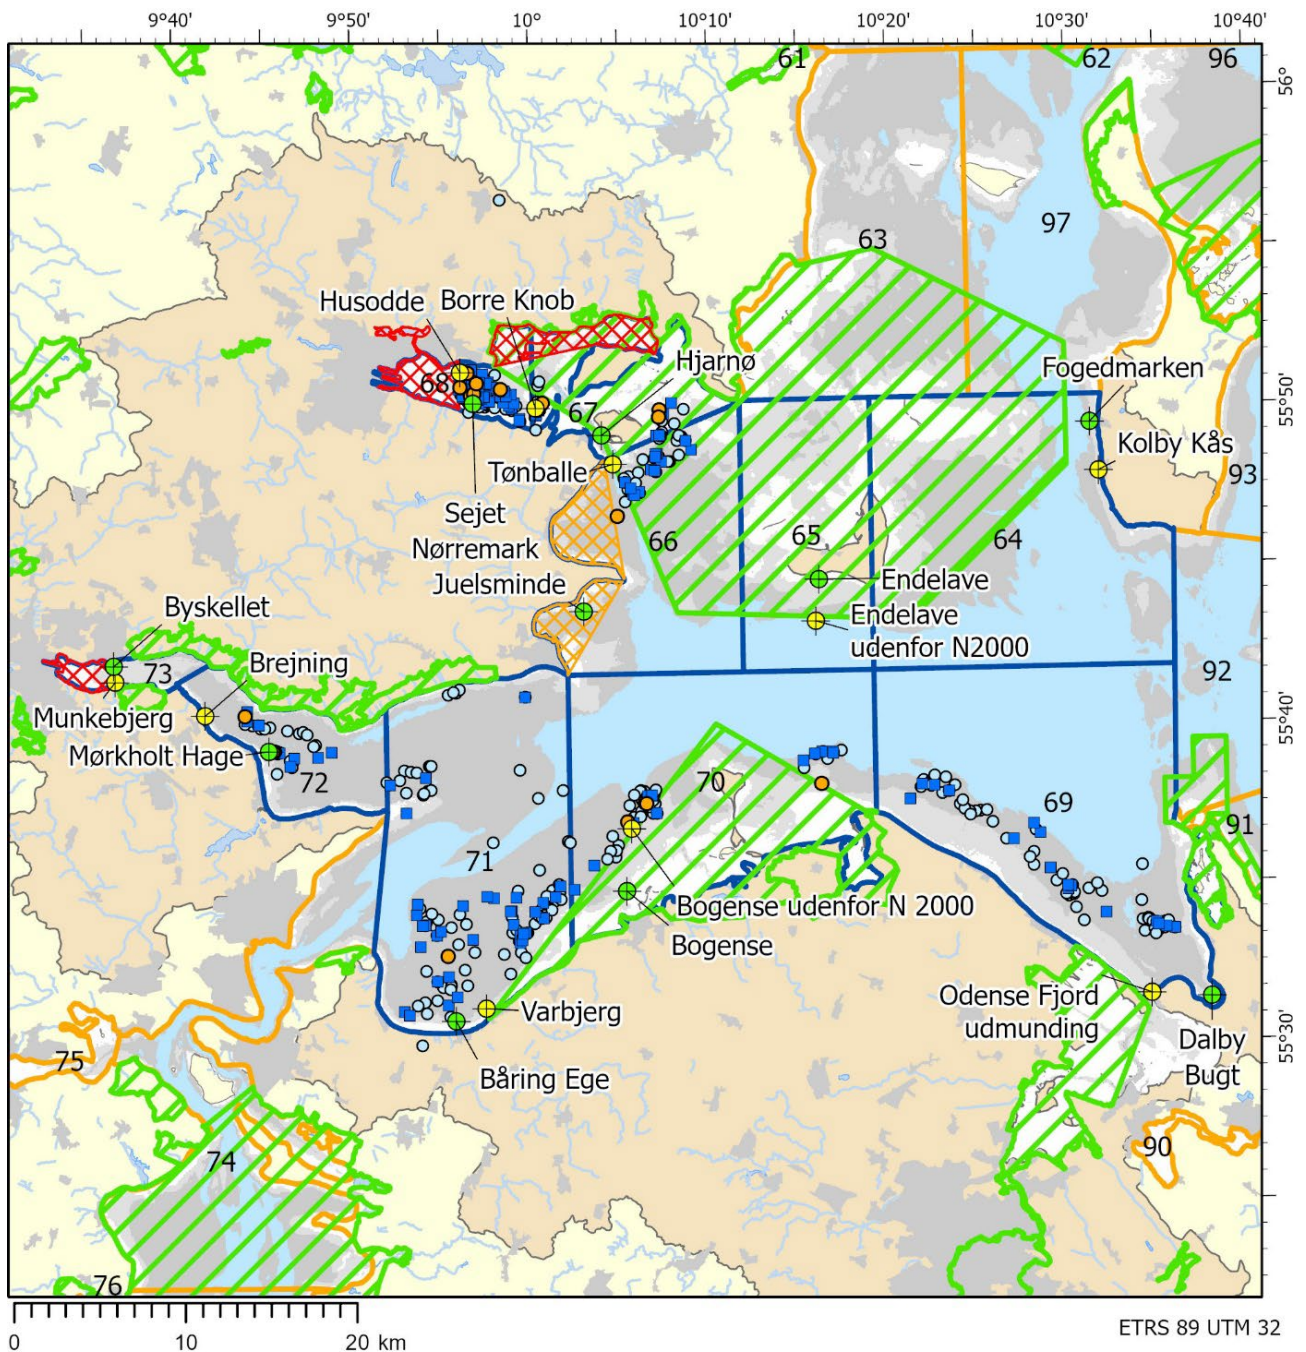 9°40'
9°50'
10°
10°10'
10°20'
10°30'
10°40'
61
62
96
56°
97
63
Husodde
Borre Knob
Hjarnø
68
Fogedmarken
55°50'
67
Kolby Kås
Tønballe
93
Sejet
Nørremark
66
65
64
Juelsminde
Endelave
Byskellet
Endelave
udenfor N2000
73
Brejning
92
Munkebjerg
55°40'
Mørkholt Hage
72
70
69
91
71
Bogense udenfor N 2000
Bogense
Odense Fjord
udmunding
Varbjerg
Dalby
Bugt
55°30'
75
Båring Ege
90
74
76
0
10
20 km
ETRS 89 UTM 32